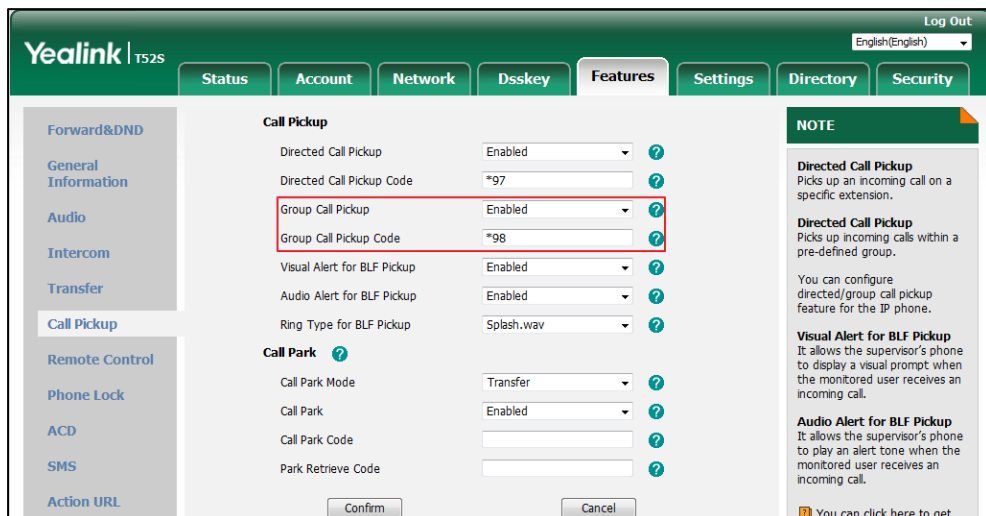 Log Out
English(English)
Yealink T52S
Status Account Network Dsskey Features Settings Directory Security
Forward&DND
General
Information
Audio
Intercom
Transfer
Call Pickup
Remote Control
Phone Lock
ACD
SMS
Action URL
Call Pickup
Directed Call Pickup Enabled
Directed Call Pickup Code *97
Group Call Pickup Enabled
Group Call Pickup Code *98
Visual Alert for BLF Pickup Enabled
Audio Alert for BLF Pickup Enabled
Ring Type for BLF Pickup Splash.wav
Call Park
Call Park Mode Transfer
Call Park Enabled
Call Park Code
Park Retrieve Code
Confirm Cancel
NOTE
Directed Call Pickup
Picks up an incoming call on a
specific extension.
Directed Call Pickup
Picks up incoming calls within a
pre-defined group.
You can configure
directed/group call pickup
feature for the IP phone.
Visual Alert for BLF Pickup
It allows the supervisor's phone
to display a visual prompt when
the monitored user receives an
incoming call.
Audio Alert for BLF Pickup
It allows the supervisor's phone
to play an alert tone when the
monitored user receives an
incoming call.
You can click here to get